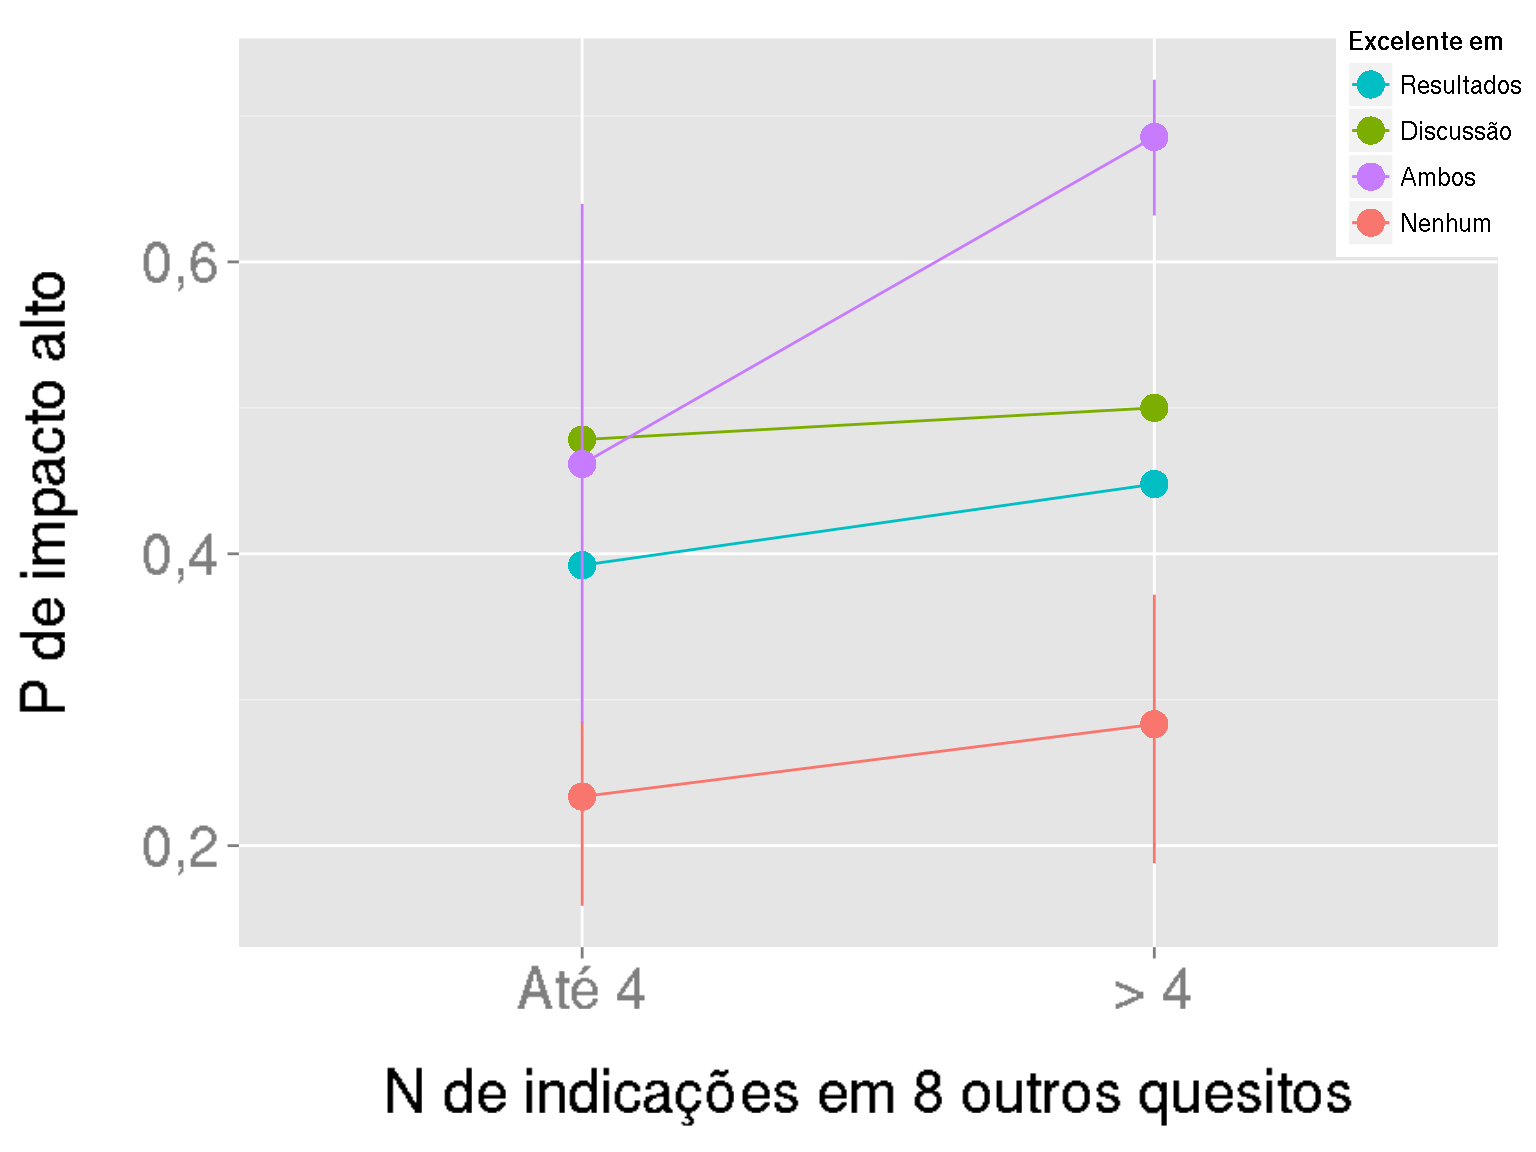 Excelente em
Resultados
Discussão
Ambos
Nenhum
P de impacto alto
0,6
0,4
0,2
Até 4
> 4
N de indicações em 8 outros quesitos